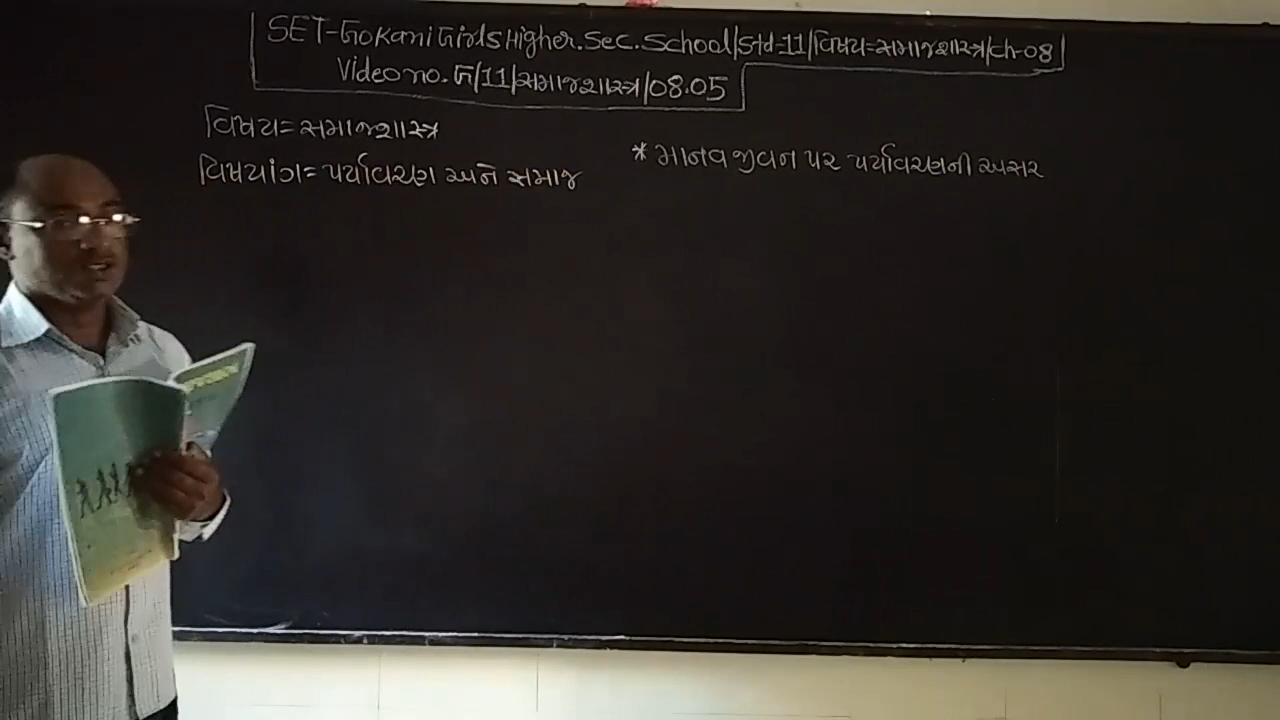 SET-Gokani Girls Higher.Sec.School/Std-11/વિષય=સમાજશાસ્ત્ર/ch-08
Video no. G/11/સમાજશાસ્ત્ર/08.05
વિષય=સમાજશાસ્ત્ર
વિષયાંગ=પર્યાવરણ અને સમાજ
* માનવજીવન પર પર્યાવરણની અસર